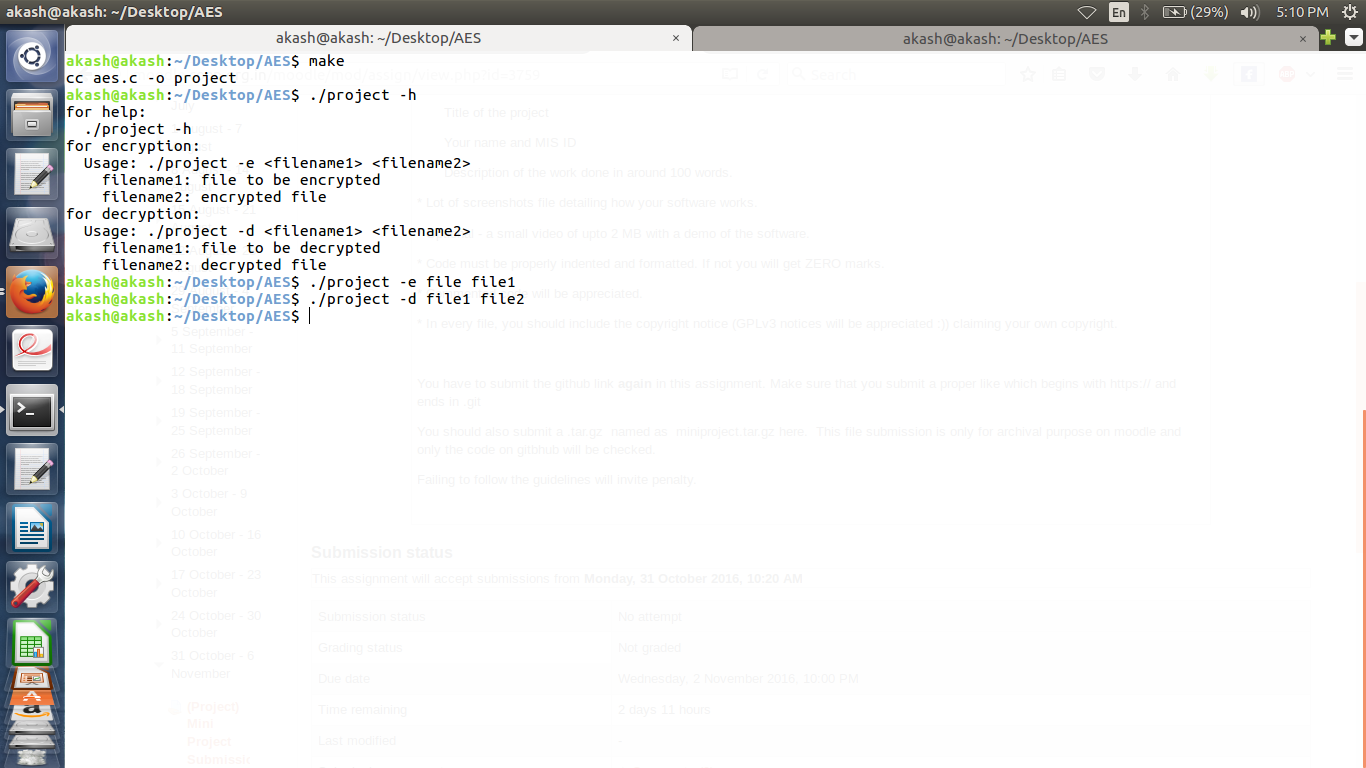 akash@akash: ~/Desktop/AES
En
(29%)
5:10 PM
akash@akash: ~/Desktop/AES ×
akash@akash: ~/Desktop/AES ×
akash@akash:~/Desktop/AES$ make
cc aes.c -o project
akash@akash:~/Desktop/AES$ ./project -h
for help:
./project -h
for encryption:
Usage: ./project -e <filename1> <filename2>
filename1: file to be encrypted
filename2: encrypted file
for decryption:
Usage: ./project -d <filename1> <filename2>
filename1: file to be decrypted
filename2: decrypted file
akash@akash:~/Desktop/AES$ ./project -e file file1
akash@akash:~/Desktop/AES$ ./project -d file1 file2
akash@akash:~/Desktop/AES$
Search
Title of the project
Your name and MIS ID
Description of the work done in around 100 words
* Lot of screenshots file detailing how your software works.
- a small video of upto 2 MB with a demo of the software.
* Code must be properly indented and formatted. If not you will get ZERO marks
will be appreciated.
* In every file, you should include the copyright notice (GPLv3 notices will be appreciated :)) claiming your own copyright.
You have to submit the github link again in this assignment. Make sure that you submit a proper like which begins with https:// and
ends in .git
You should also submit a .tar.gz named as miniproject.tar.gz here. This file submission is only for archival purpose on moodle and
only the code on gitbhub will be checked.
Failing to follow the guidelines will invite penalty.
5 September -
11 September
12 September -
18 September
19 September -
25 September
26 September -
2 October
3 October - 9
October
10 October - 16
October
17 October - 23
October
24 October - 30
October
31 October - 6
November
(Project)
Mini
Project
Submissu
Submission status
This assignment will accept submissions from Monday, 31 October 2016, 10:20 AM
Submission status No attempt
Grading status Not graded
Due date Wednesday, 2 November 2016, 10:00 PM
Time remaining 2 days 11 hours
Last modified -